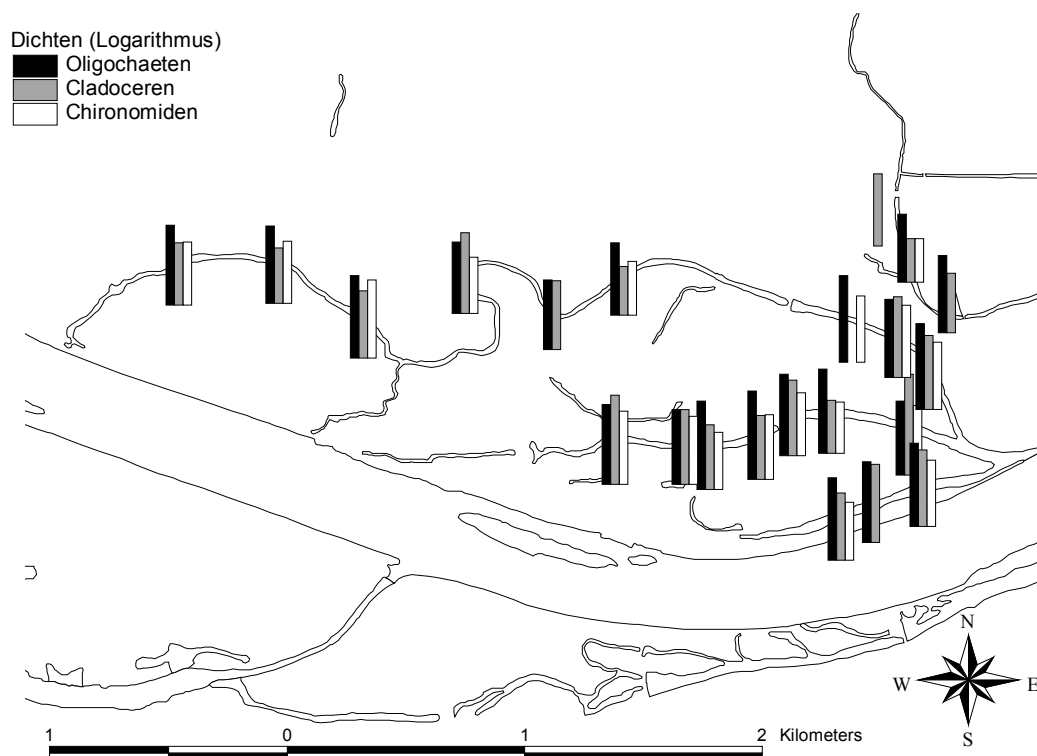 Dichten (Logarithmus)
Oligochaeten
Cladoceren
Chironomiden
N
W E
S
1 0 1 2 Kilometers